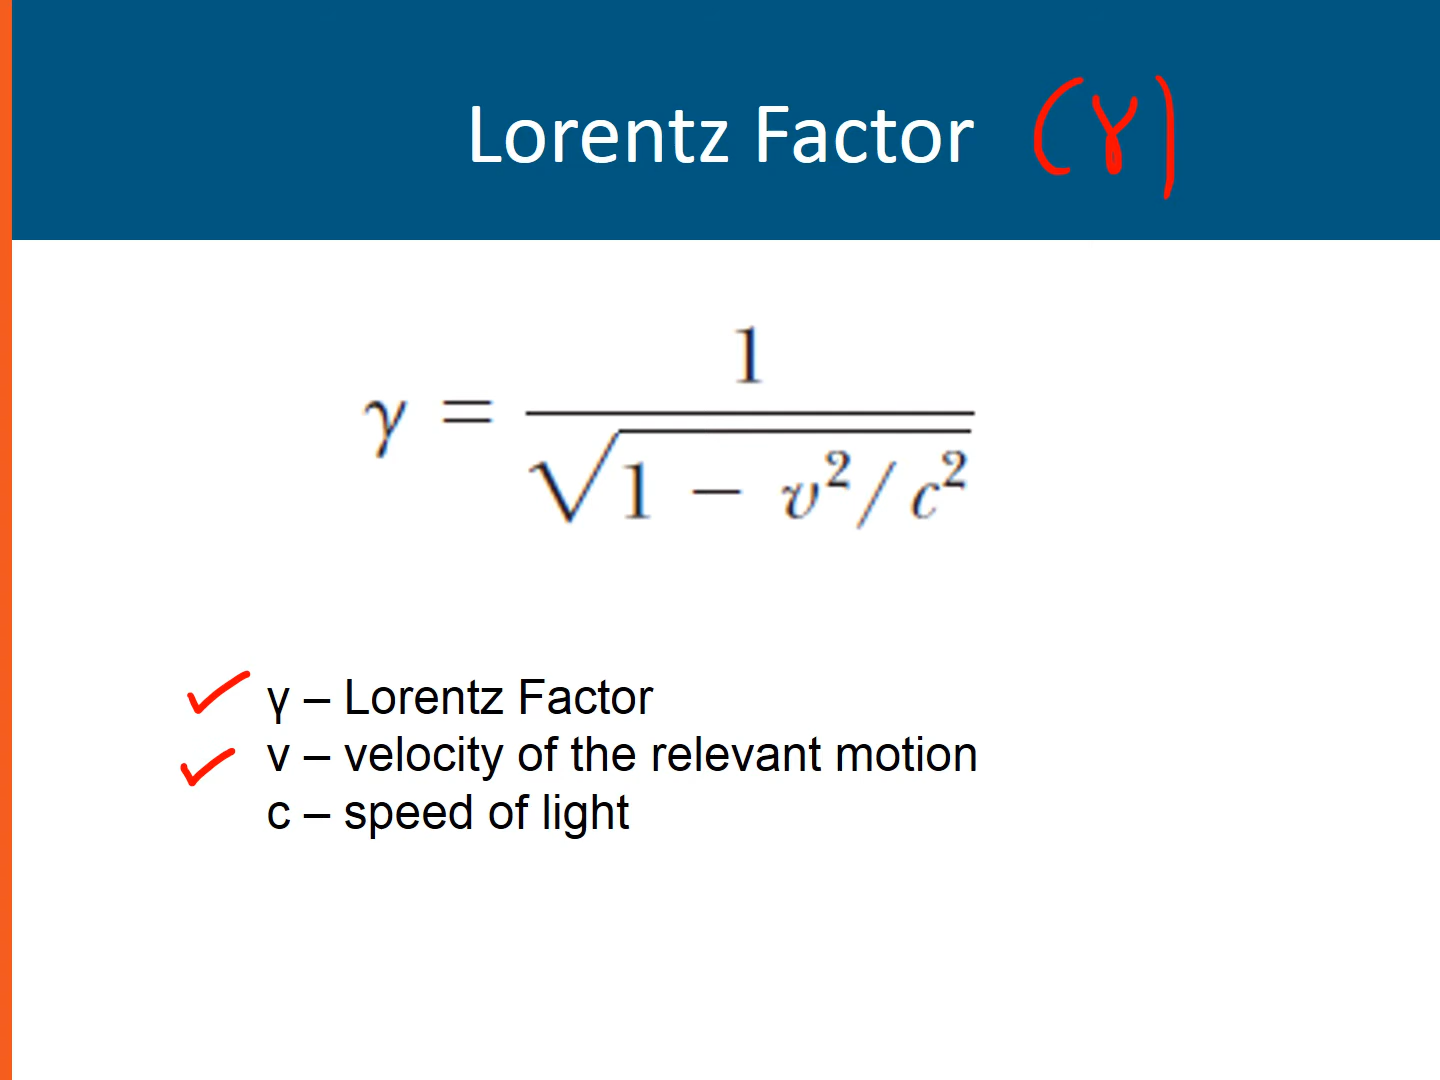 Lorentz Factor (γ)
γ = 1 / √(1 − v²/c²)
γ – Lorentz Factor
v – velocity of the relevant motion
c – speed of light